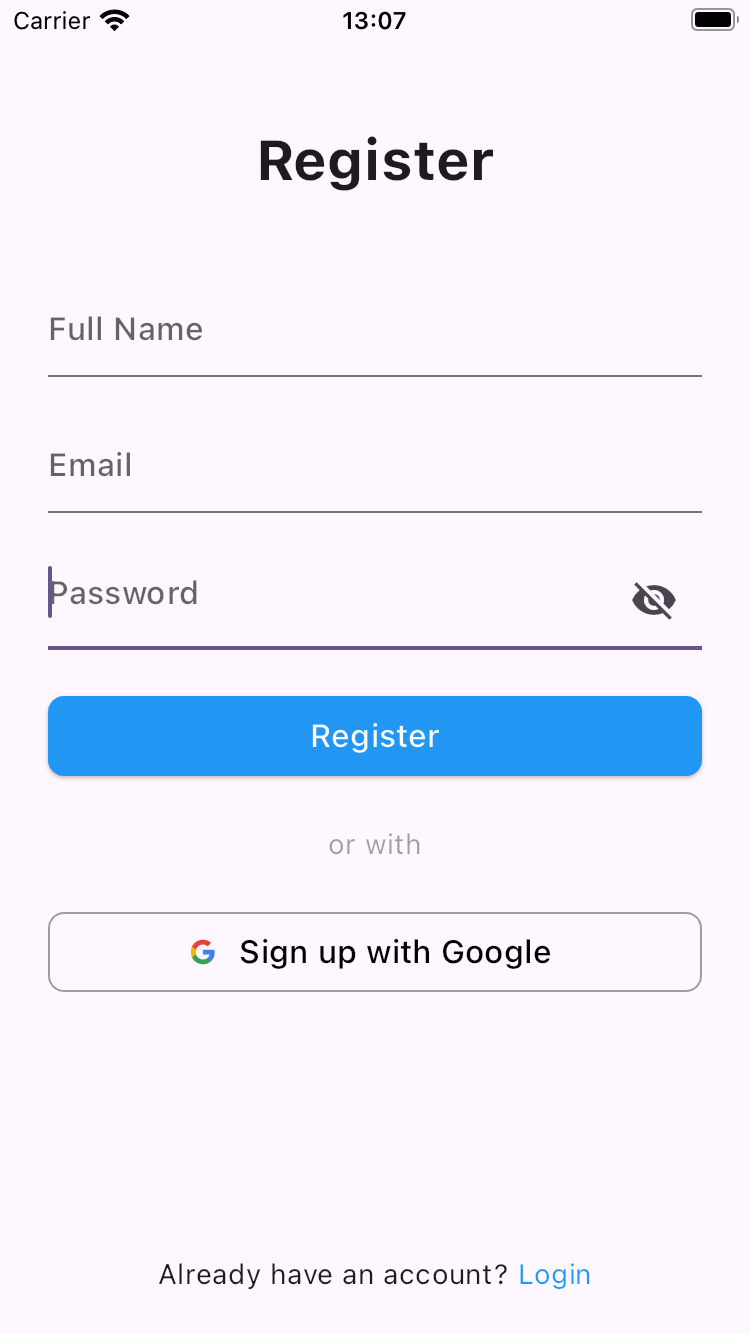 Carrier 13:07
Register
Full Name
Email
Password
Register
or with
Sign up with Google
Already have an account? Login